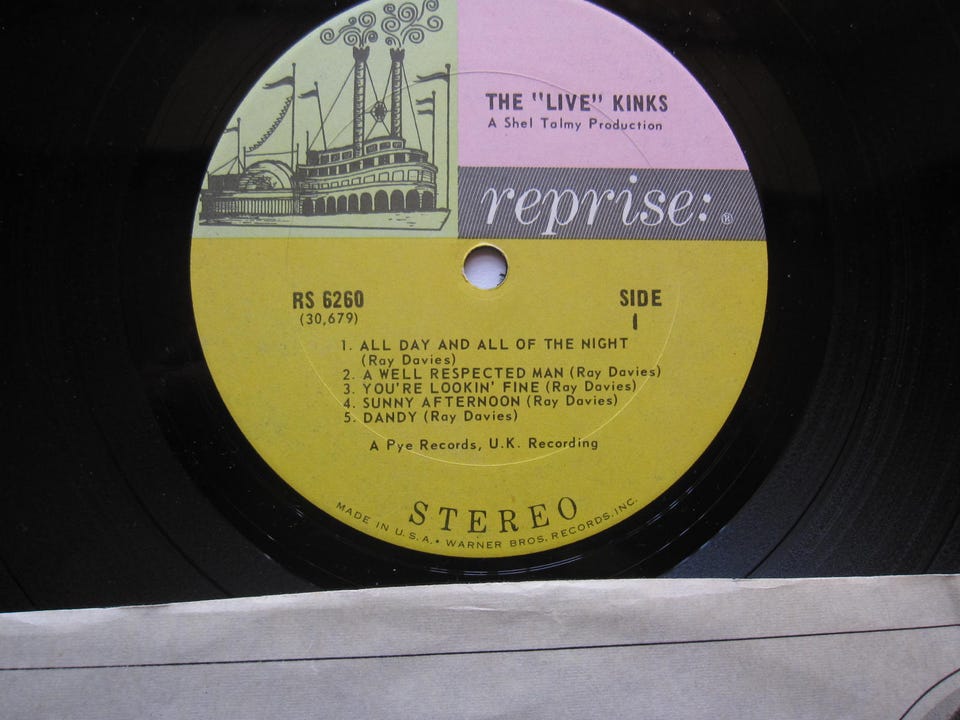 THE "LIVE" KINKS
A Shel Talmy Production
reprise: ®
RS 6260
(30,679)
SIDE
1
1. ALL DAY AND ALL OF THE NIGHT
(Ray Davies)
2. A WELL RESPECTED MAN (Ray Davies)
3. YOU'RE LOOKIN' FINE (Ray Davies)
4. SUNNY AFTERNOON (Ray Davies)
5. DANDY (Ray Davies)
A Pye Records, U.K. Recording
STEREO
MADE IN U.S.A. • WARNER BROS. RECORDS, INC.